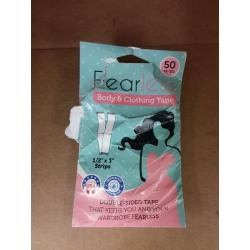 50
Fearless
Body & Clothing Tape
1/2" x 3"
Strips
DOUBLE-SIDED TAPE
THAT KEEPS YOU AND YOUR
WARDROBE FEARLESS